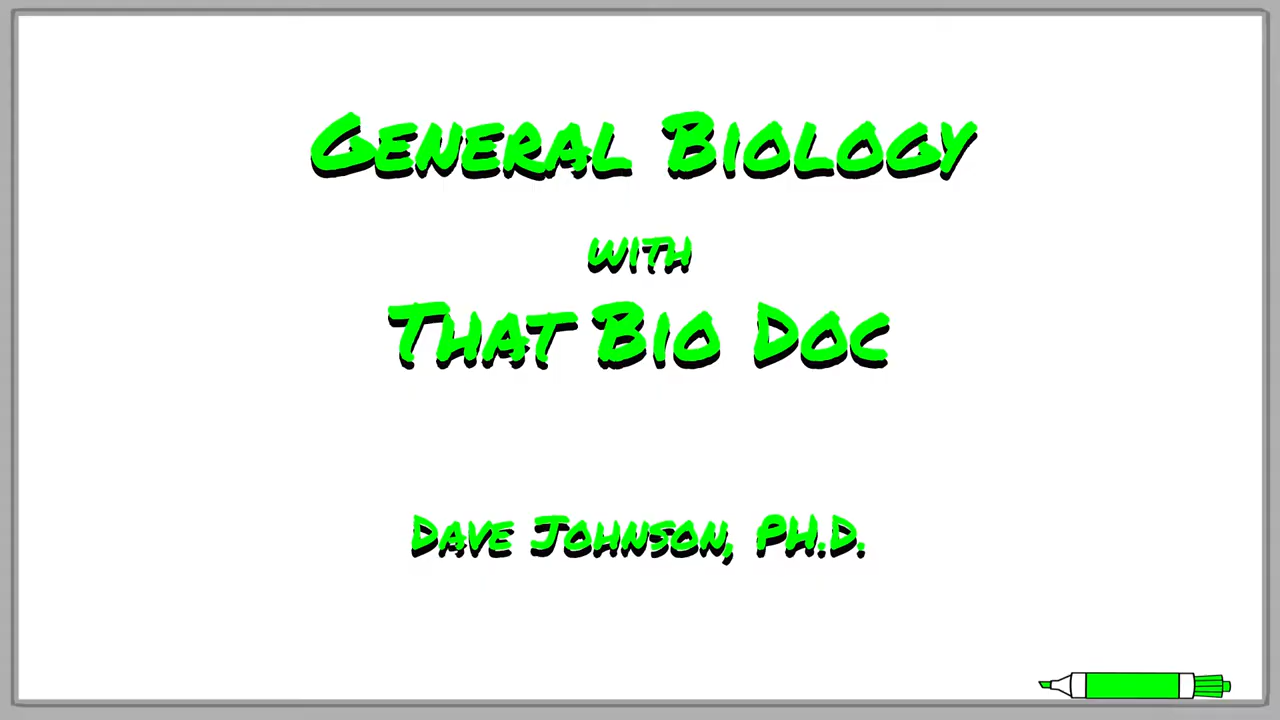 General Biology
with
That Bio Doc
Dave Johnson, PH.D.